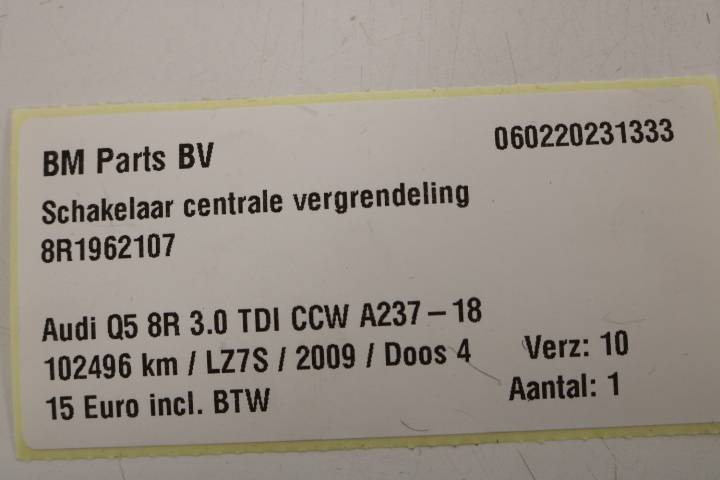 BM Parts BV
060220231333
Schakelaar centrale vergrendeling
8R1962107
Audi Q5 8R 3.0 TDI CCW A237 – 18
102496 km / LZ7S / 2009 / Doos 4
Verz: 10
15 Euro incl. BTW
Aantal: 1